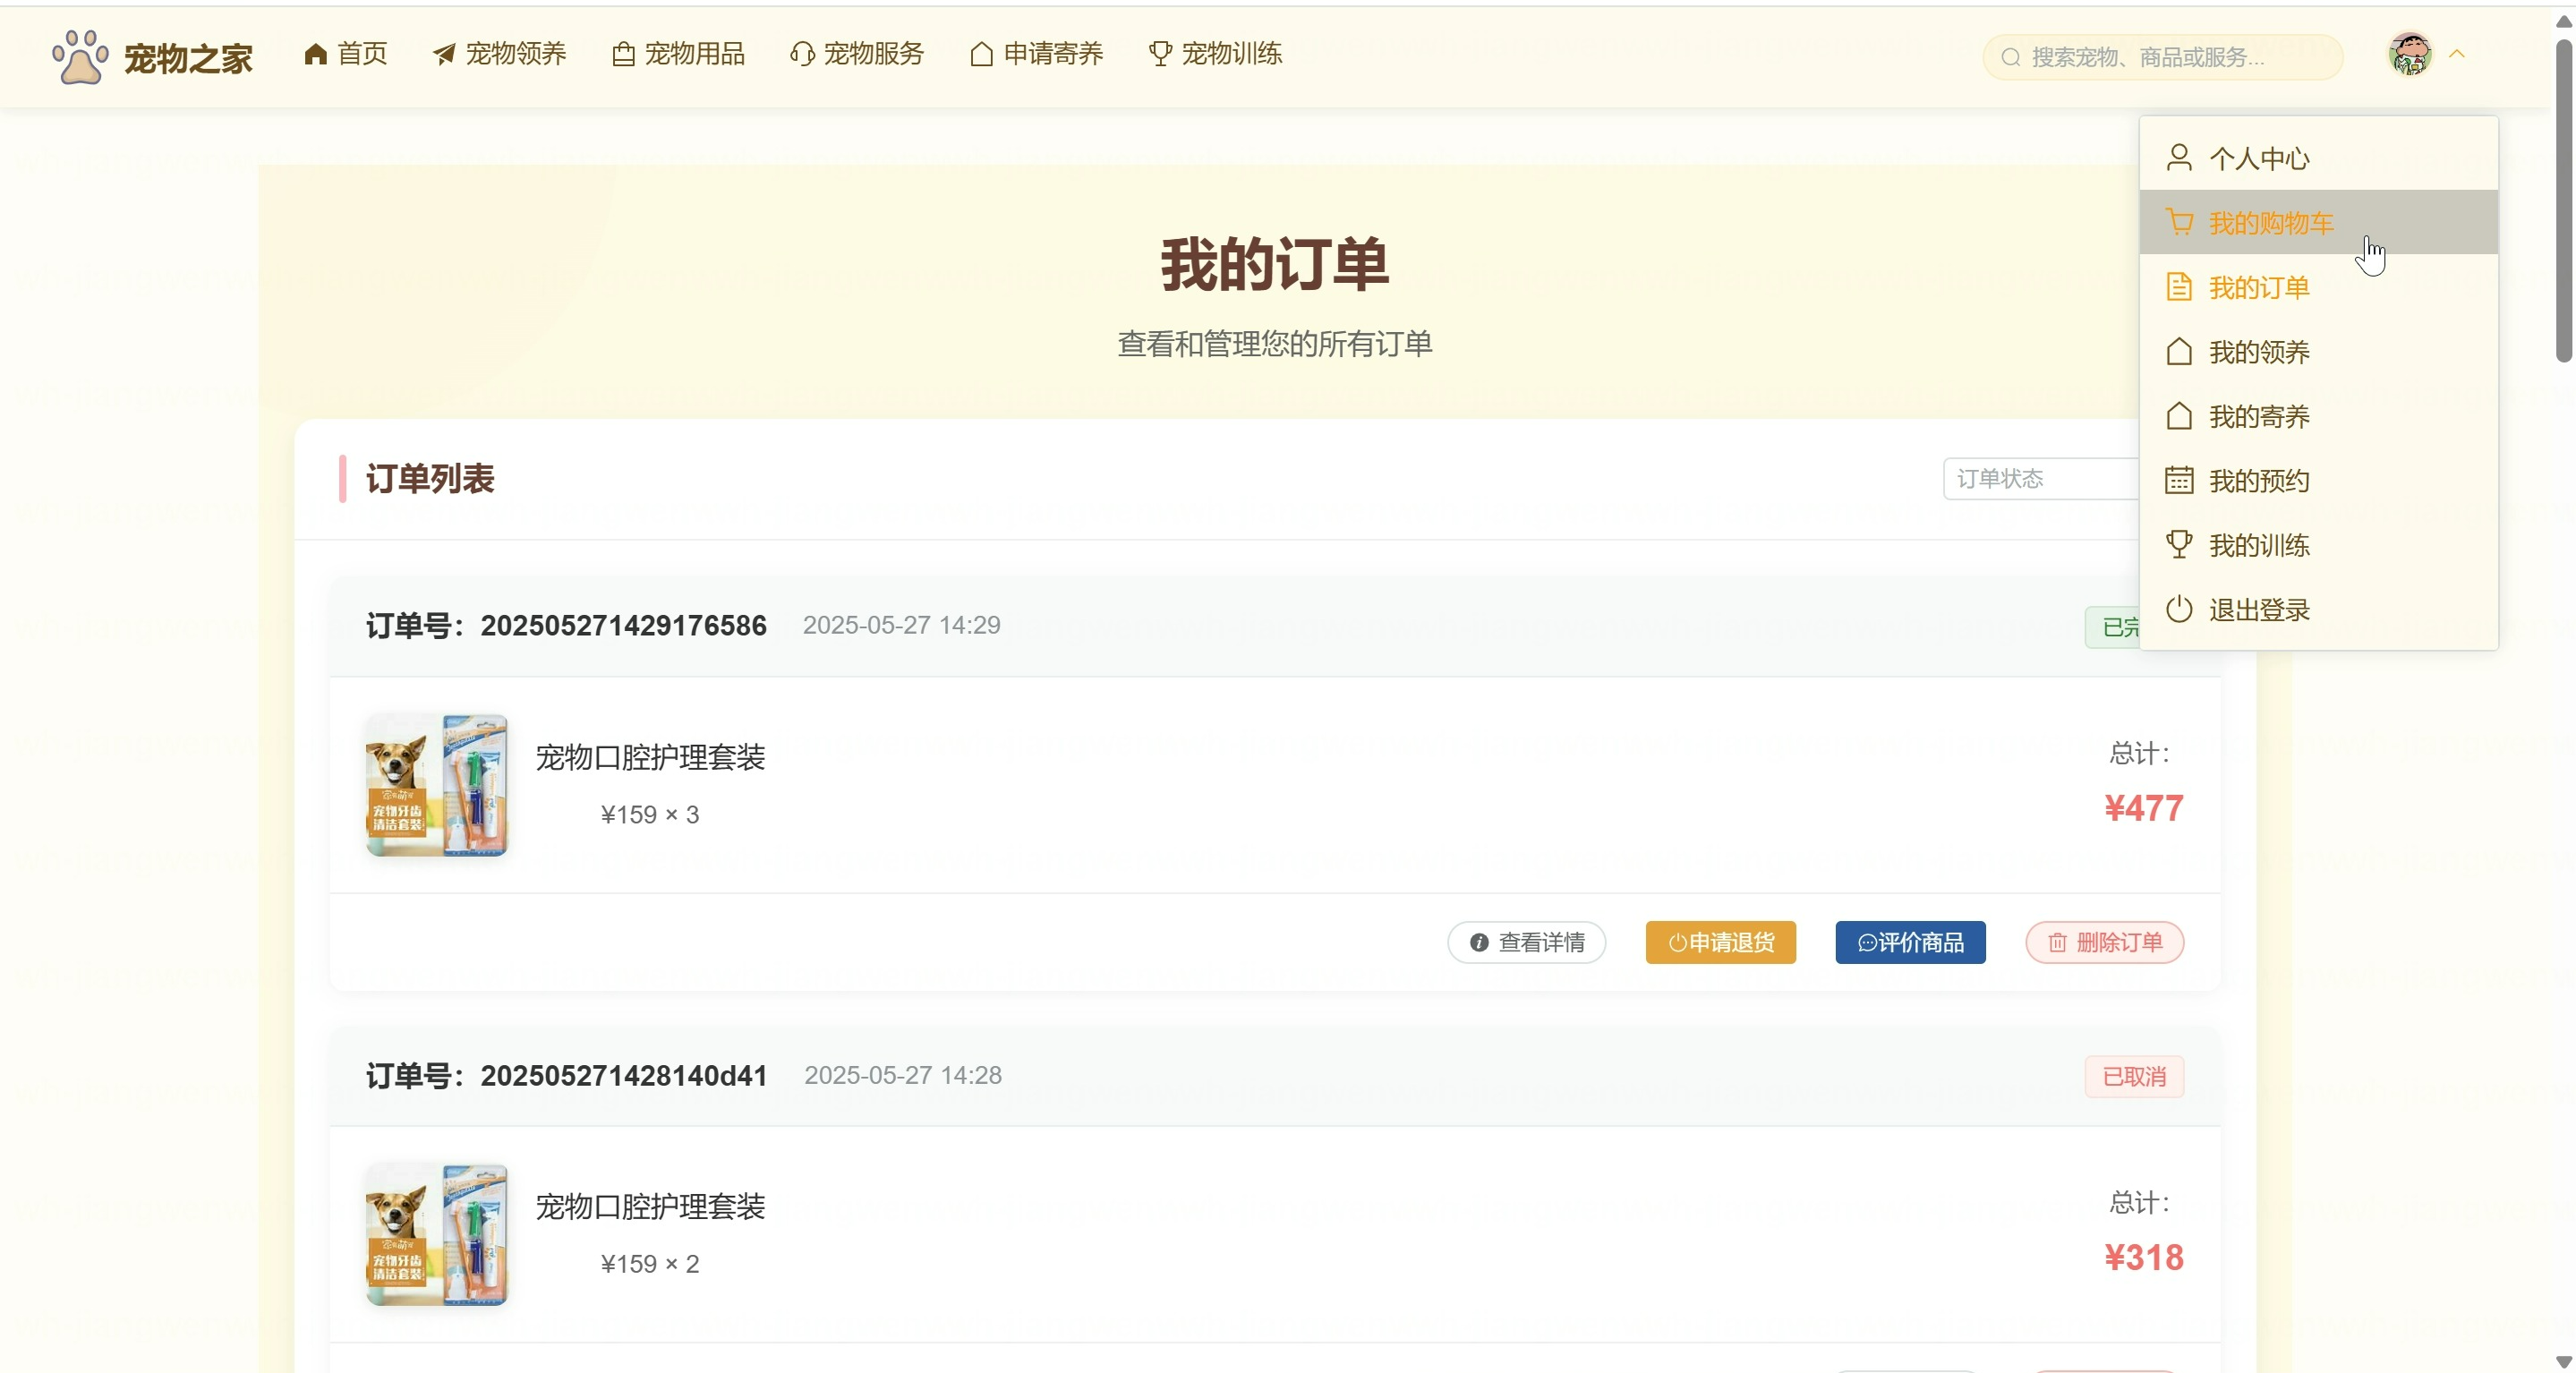 宠物之家
首页 宠物领养 宠物用品 宠物服务 申请寄养 宠物训练
搜索宠物、商品或服务...
个人中心
我的购物车
我的订单
我的领养
我的寄养
我的预约
我的训练
退出登录
我的订单
查看和管理您的所有订单
订单列表
订单状态
订单号：202505271429176586 2025-05-27 14:29
已完
宠物牙齿
清洁套装
宠物口腔护理套装
¥159 × 3
总计：
¥477
查看详情 申请退货 评价商品 删除订单
订单号：202505271428140d41 2025-05-27 14:28
已取消
宠物牙齿
清洁套装
宠物口腔护理套装
¥159 × 2
总计：
¥318